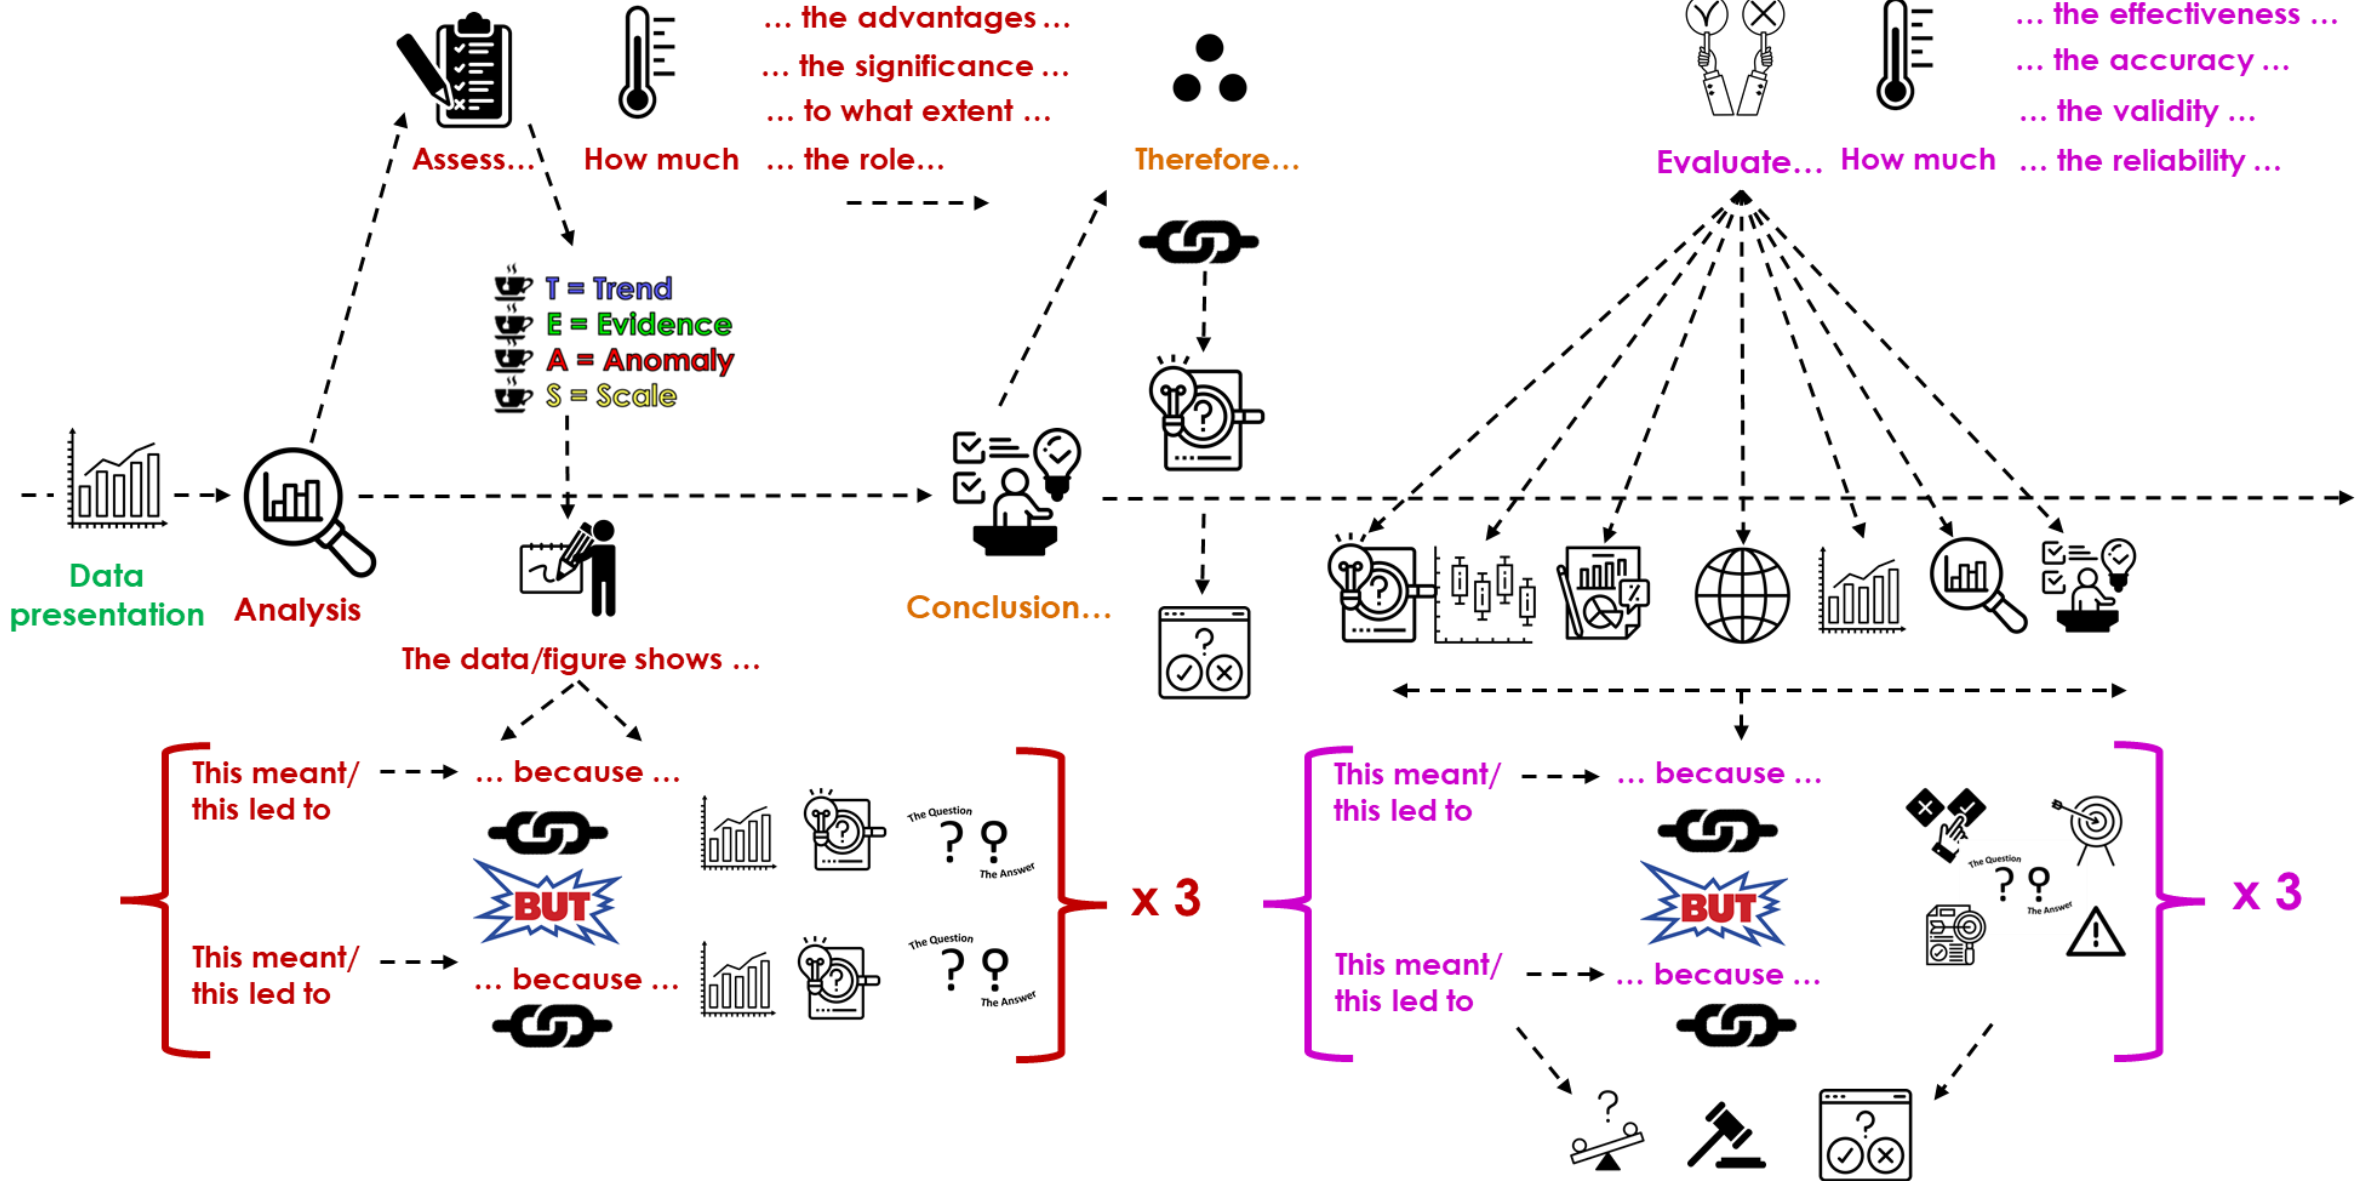 … the advantages …
… the significance …
… to what extent …
Assess…
How much
… the role…
Therefore…
… the effectiveness …
… the accuracy …
… the validity …
Evaluate…
How much
… the reliability …
T = Trend
E = Evidence
A = Anomaly
S = Scale
Data
presentation
Analysis
Conclusion…
The data/figure shows …
This meant/
this led to
… because …
The Question
? ?
The Answer
BUT
This meant/
this led to
… because …
The Question
? ?
The Answer
x 3
This meant/
this led to
… because …
BUT
The Question
? ?
The Answer
This meant/
this led to
… because …
x 3